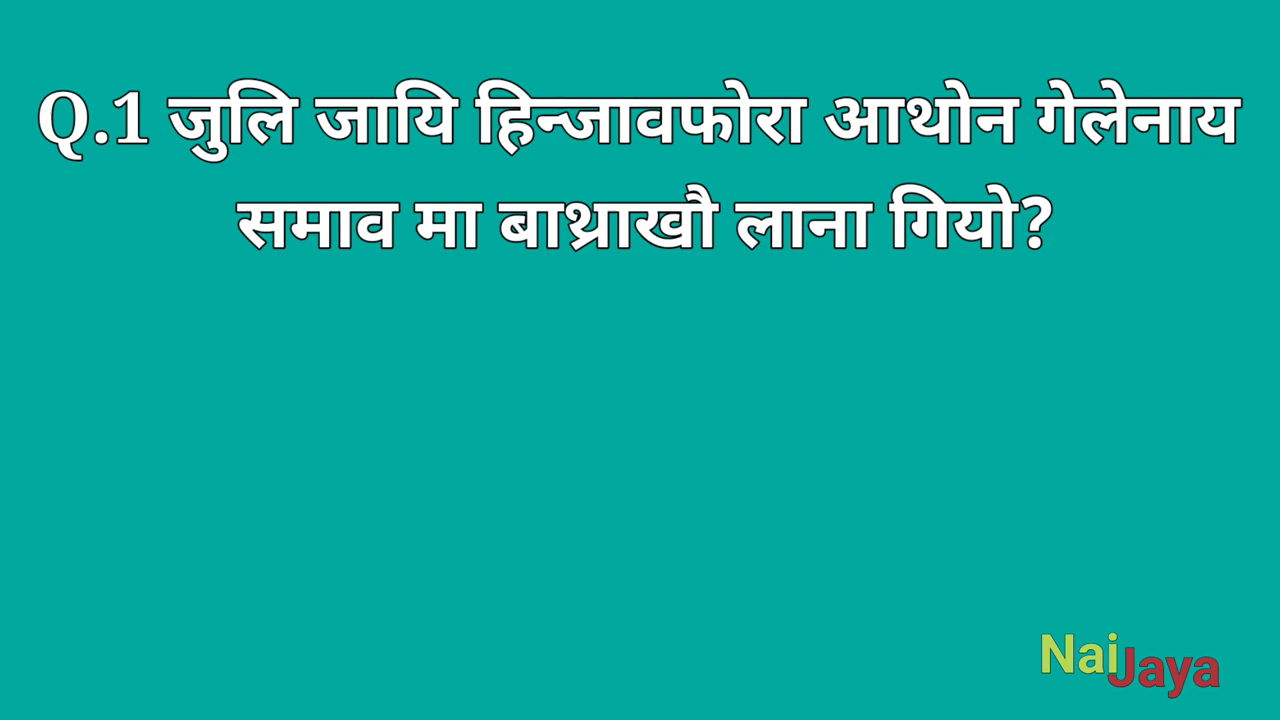 Q.1 जुलि जायि हिन्जावफोरा आथोन गेलेनाय
समाव मा बाथ्राखौ लाना गियो?
NaiJaya